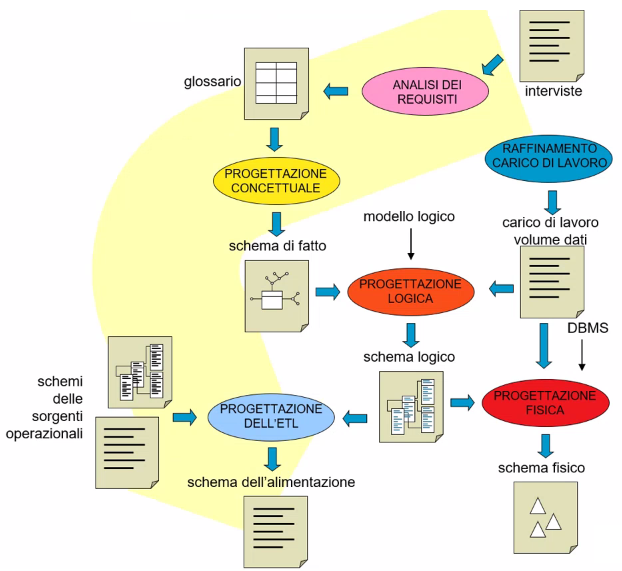 glossario
ANALISI DEI
REQUISITI
interviste
RAFFINAMENTO
CARICO DI LAVORO
PROGETTAZIONE
CONCETTUALE
modello logico
carico di lavoro
volume dati
schema di fatto
PROGETTAZIONE
LOGICA
DBMS
schema logico
schemi
delle
sorgenti
operazionali
PROGETTAZIONE
DELL'ETL
PROGETTAZIONE
FISICA
schema dell'alimentazione
schema fisico